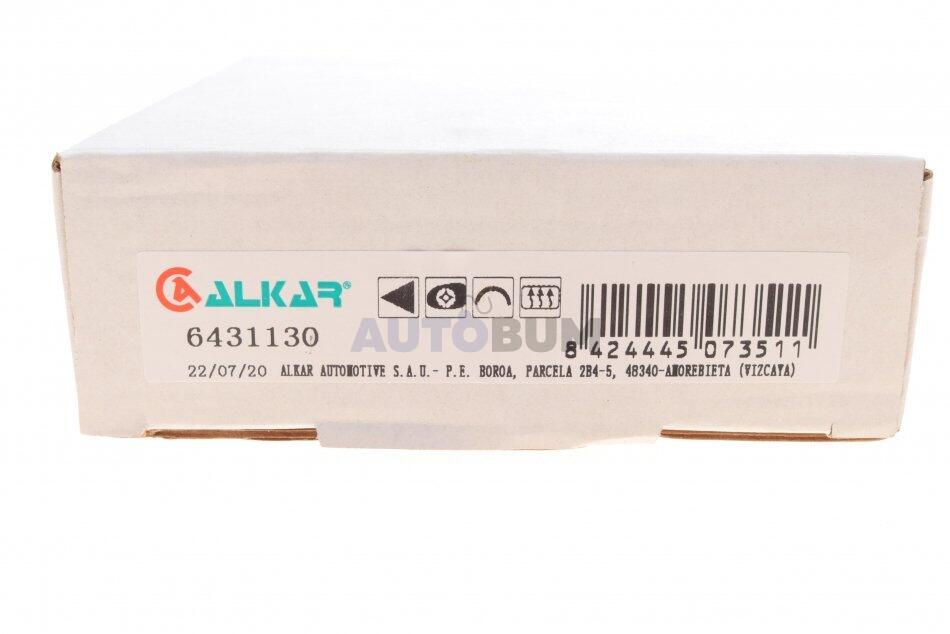 ALKAR®
6431130
AUTOBUM
8 424445 073511
22/07/20 ALKAR AUTOMOTIVE S.A.U.- P.E. BOROA, PARCELA 2B4-5, 48340-AMOREBIETA (VIZCAYA)